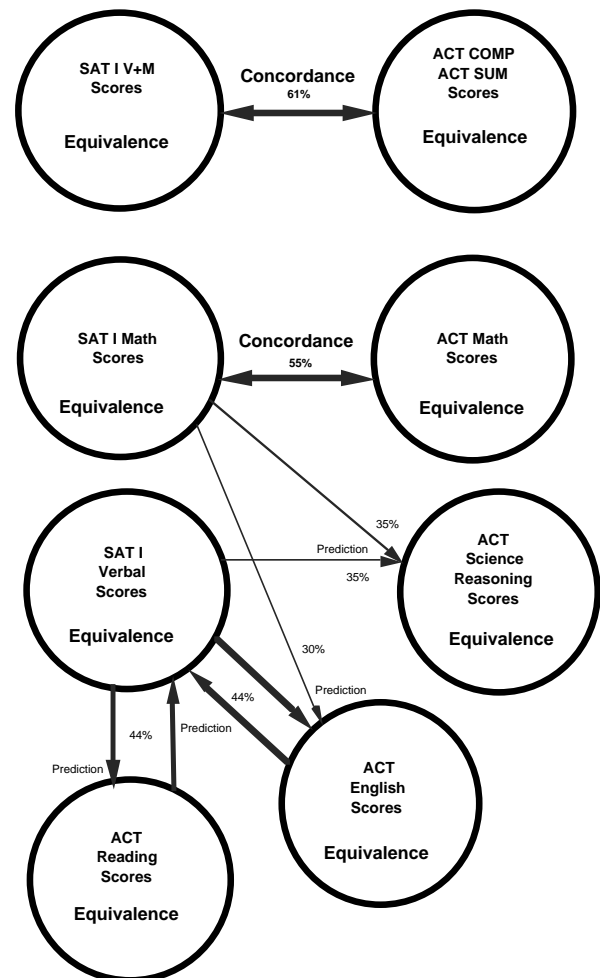 SAT I V+M
Scores
Equivalence
Concordance
61%
ACT COMP
ACT SUM
Scores
Equivalence
SAT I Math
Scores
Equivalence
Concordance
55%
ACT Math
Scores
Equivalence
SAT I
Verbal
Scores
Equivalence
35%
Prediction
35%
ACT
Science
Reasoning
Scores
Equivalence
30%
Prediction
44%
44%
Prediction
Prediction
ACT
English
Scores
Equivalence
ACT
Reading
Scores
Equivalence